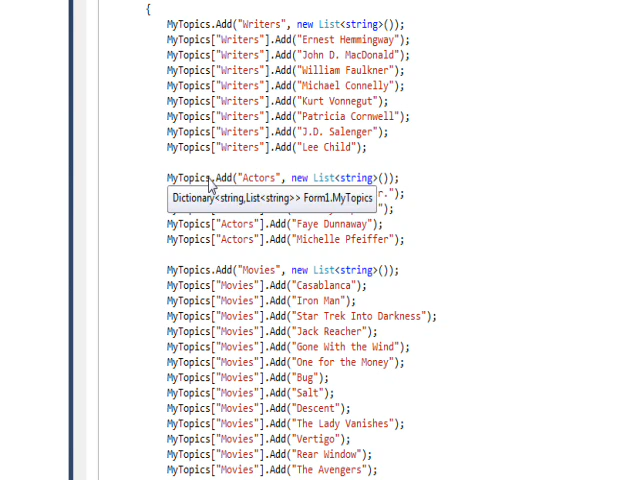 {
MyTopics.Add("Writers", new List<string>());
MyTopics["Writers"].Add("Ernest Hemmingway");
MyTopics["Writers"].Add("John D. MacDonald");
MyTopics["Writers"].Add("William Faulkner");
MyTopics["Writers"].Add("Michael Connelly");
MyTopics["Writers"].Add("Kurt Vonnegut");
MyTopics["Writers"].Add("Patricia Cornwell");
MyTopics["Writers"].Add("J.D. Salenger");
MyTopics["Writers"].Add("Lee Child");
MyTopics.Add("Actors", new List<string>());
r.");
Dictionary<string,List<string>> Form1.MyTopics
");
MyTopics["Actors"].Add("Faye Dunnaway");
MyTopics["Actors"].Add("Michelle Pfeiffer");
MyTopics.Add("Movies", new List<string>());
MyTopics["Movies"].Add("Casablanca");
MyTopics["Movies"].Add("Iron Man");
MyTopics["Movies"].Add("Star Trek Into Darkness");
MyTopics["Movies"].Add("Jack Reacher");
MyTopics["Movies"].Add("Gone With the Wind");
MyTopics["Movies"].Add("One for the Money");
MyTopics["Movies"].Add("Bug");
MyTopics["Movies"].Add("Salt");
MyTopics["Movies"].Add("Descent");
MyTopics["Movies"].Add("The Lady Vanishes");
MyTopics["Movies"].Add("Vertigo");
MyTopics["Movies"].Add("Rear Window");
MyTopics["Movies"].Add("The Avengers");